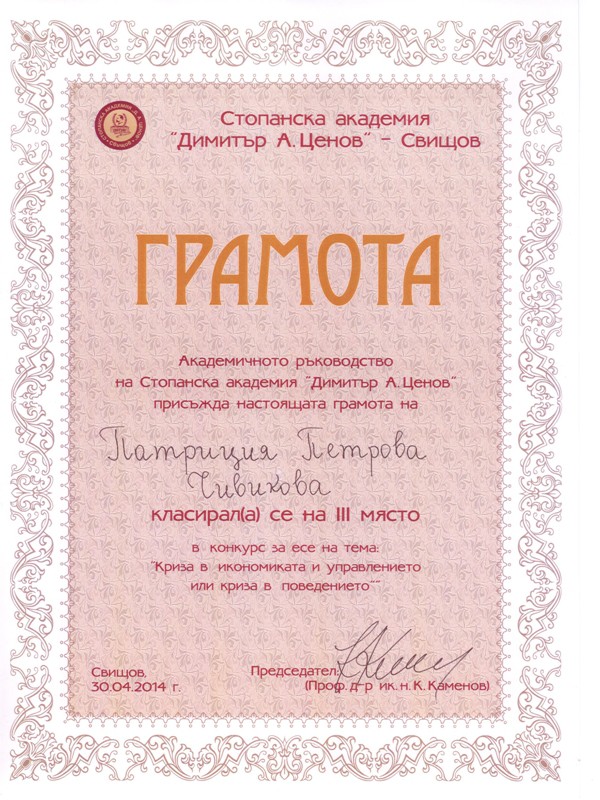 Стопанска академия
"Димитър А. Ценов" - Свищов
ГРАМОТА
Академичното ръководство
на Стопанска академия "Димитър А. Ценов"
присъжда настоящата грамота на
Патриция Петрова
Чивикова
класирал(а) се на III място
в конкурс за есе на тема:
"Криза в икономиката и управлението
или криза в поведението""
Свищов,
30.04.2014 г.
Председател:
(Проф. д-р ик. н. К. Каменов)